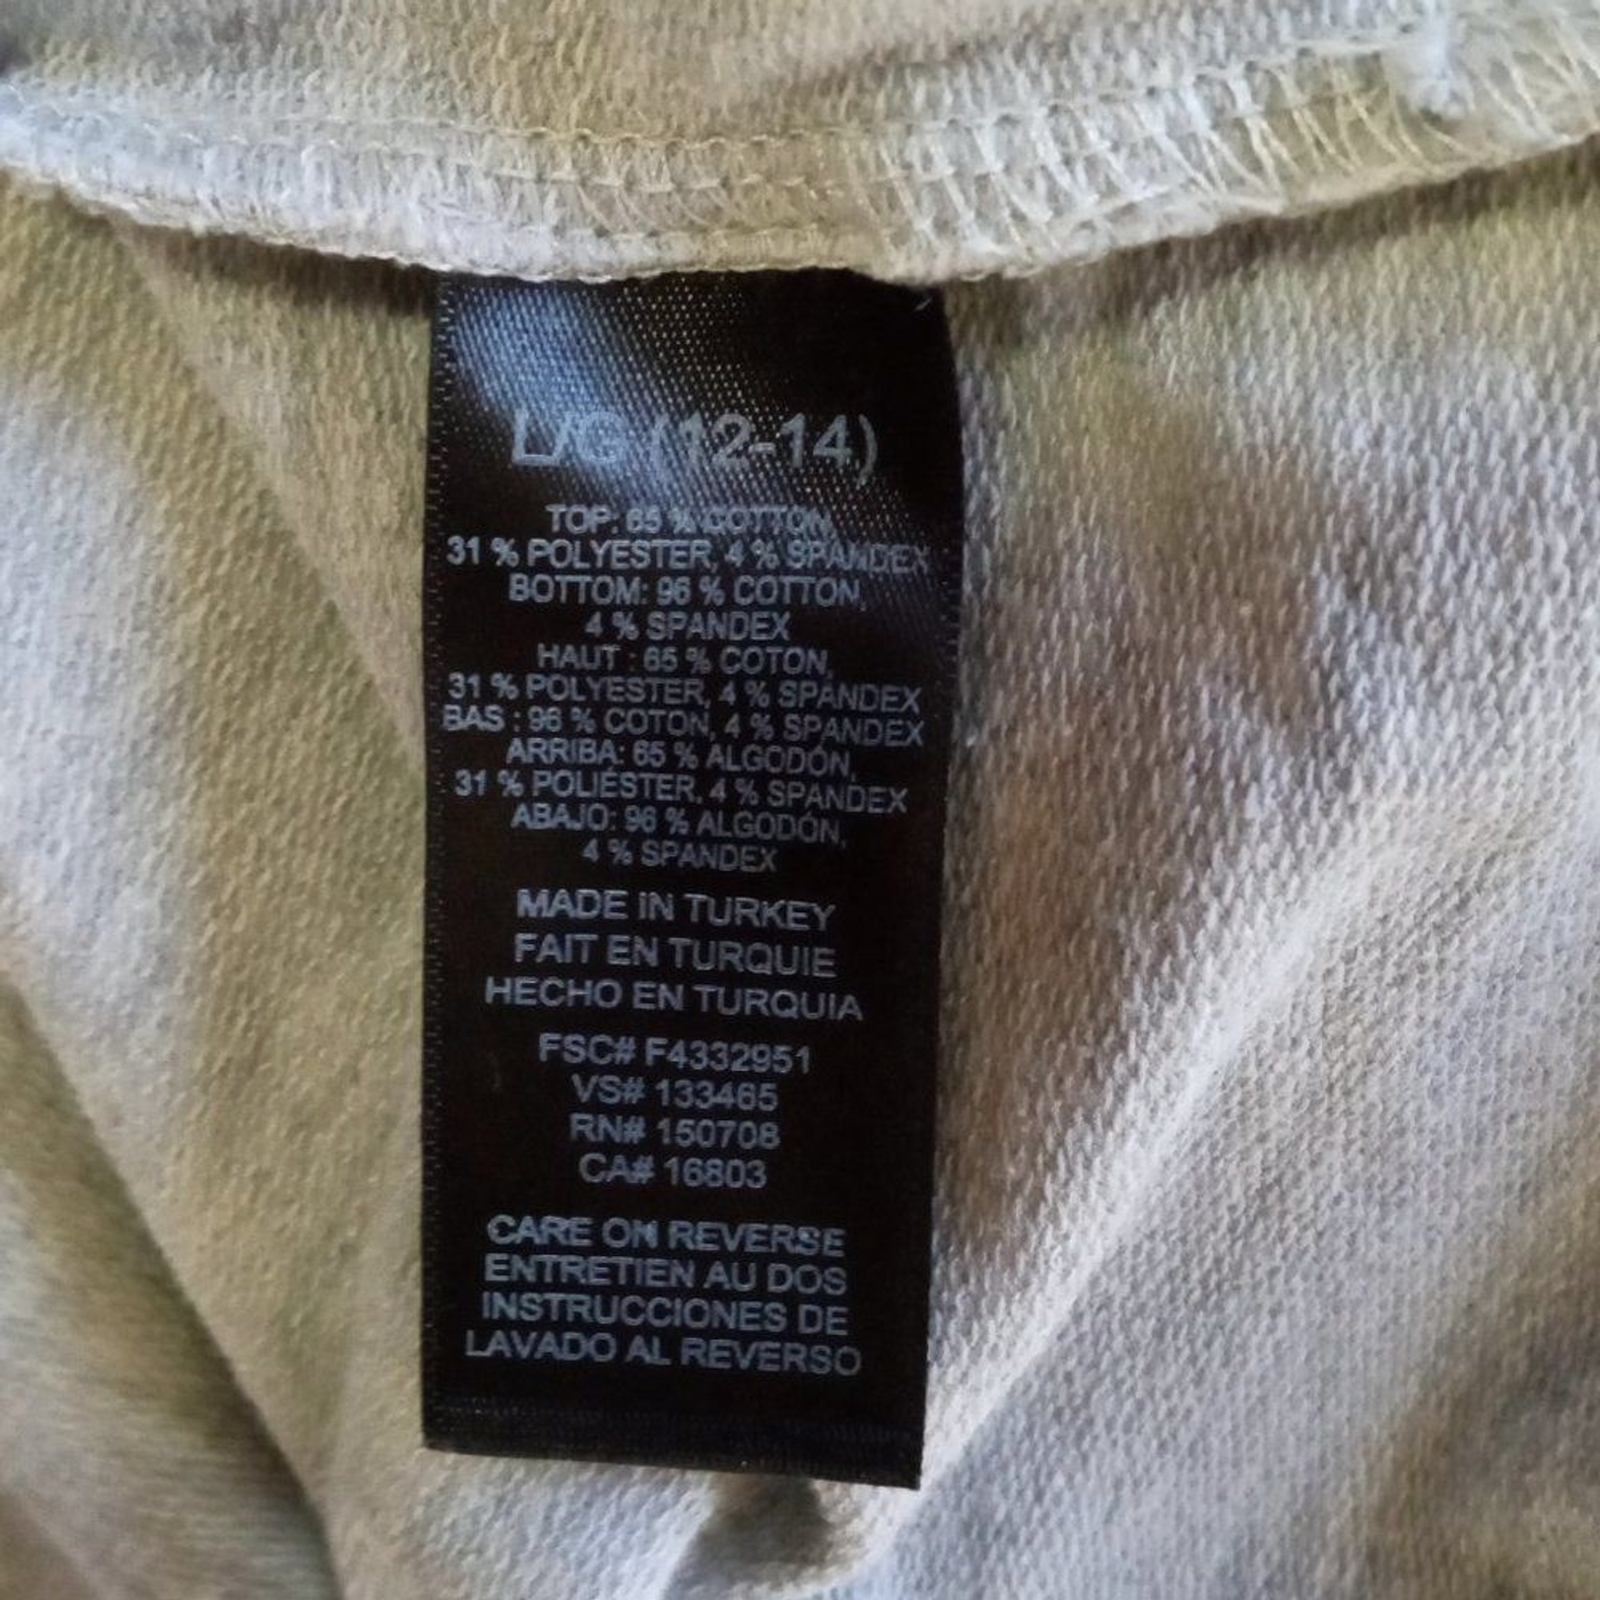 L/G (12-14)
TOP: 65 % COTTON,
31 % POLYESTER, 4 % SPANDEX
BOTTOM: 96 % COTTON,
4 % SPANDEX
HAUT : 65 % COTON,
31 % POLYESTER, 4 % SPANDEX
BAS : 96 % COTON, 4 % SPANDEX
ARRIBA: 65 % ALGODÓN,
31 % POLIÉSTER, 4 % SPANDEX
ABAJO: 96 % ALGODÓN,
4 % SPANDEX
MADE IN TURKEY
FAIT EN TURQUIE
HECHO EN TURQUIA
FSC# F4332951
VS# 133465
RN# 150708
CA# 16803
CARE ON REVERSE
ENTRETIEN AU DOS
INSTRUCCIONES DE
LAVADO AL REVERSO